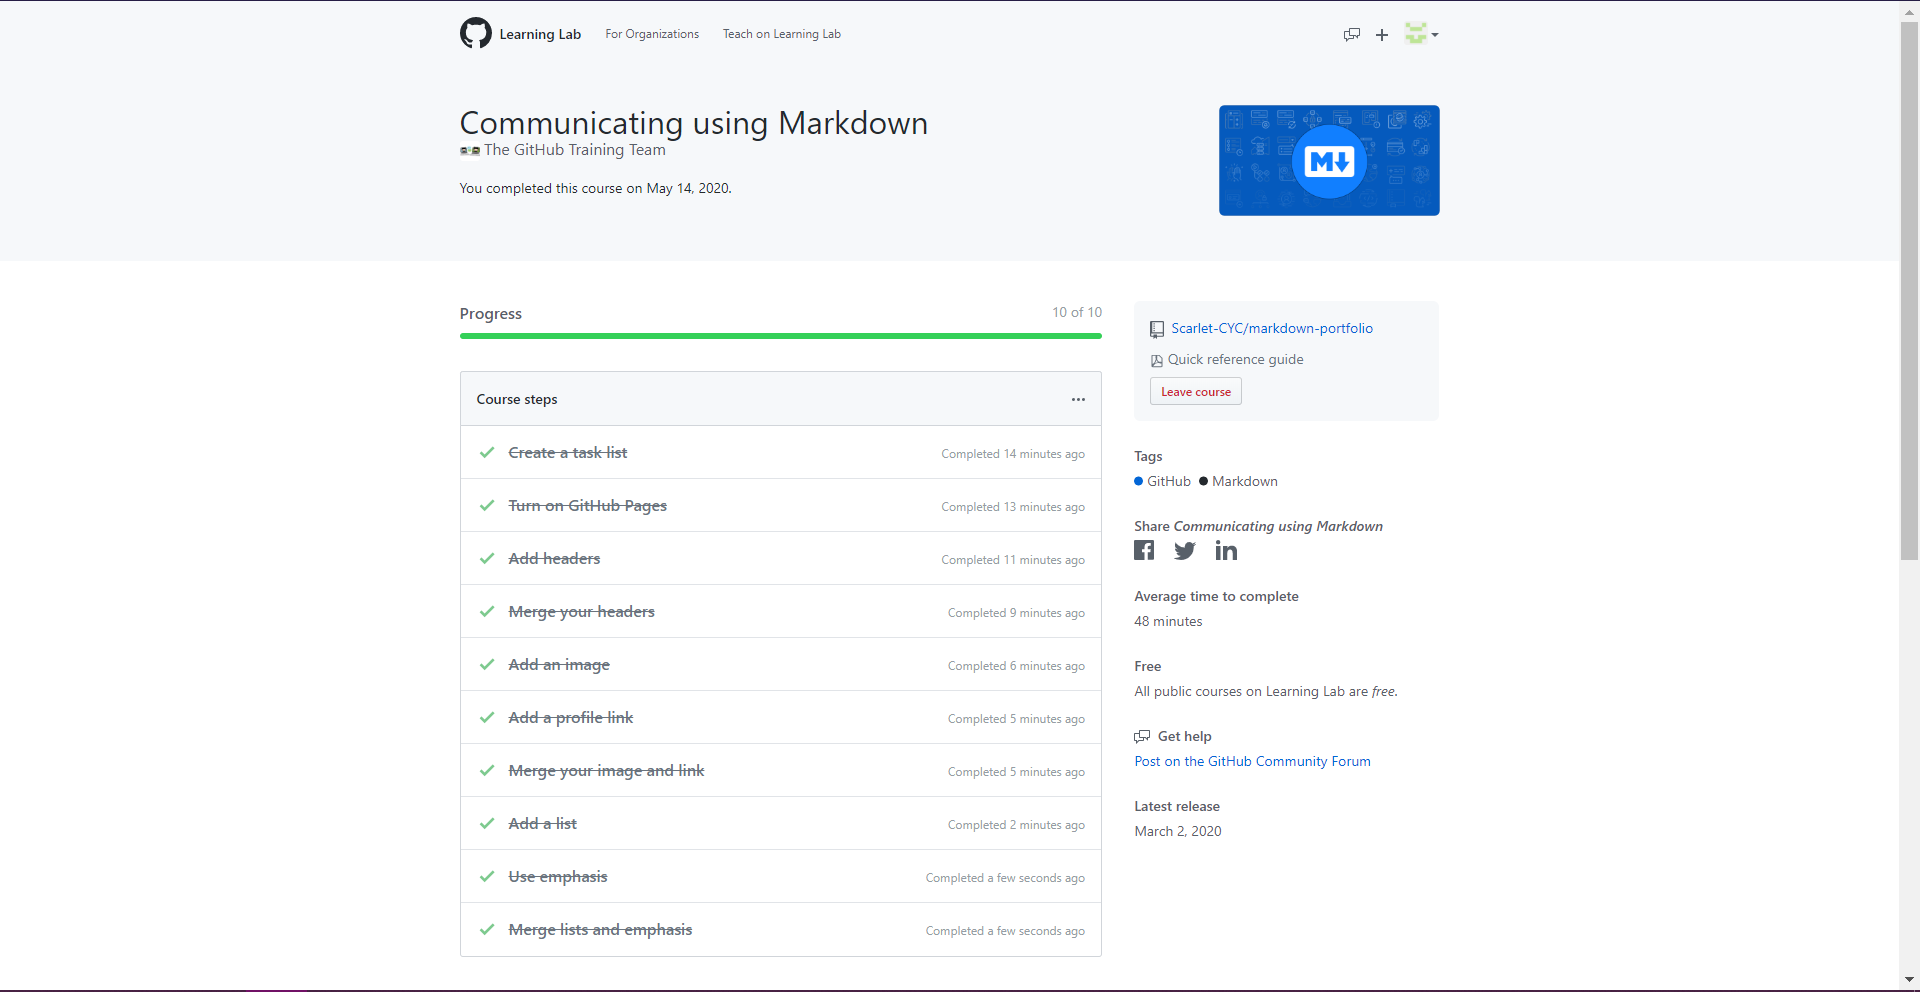 Learning Lab For Organizations Teach on Learning Lab
Communicating using Markdown
The GitHub Training Team
You completed this course on May 14, 2020.
M
Progress 10 of 10
Course steps
Create a task list Completed 14 minutes ago
Turn on GitHub Pages Completed 13 minutes ago
Add headers Completed 11 minutes ago
Merge your headers Completed 9 minutes ago
Add an image Completed 6 minutes ago
Add a profile link Completed 5 minutes ago
Merge your image and link Completed 5 minutes ago
Add a list Completed 2 minutes ago
Use emphasis Completed a few seconds ago
Merge lists and emphasis Completed a few seconds ago
Scarlet-CYC/markdown-portfolio
Quick reference guide
Leave course
Tags
GitHub Markdown
Share Communicating using Markdown
Average time to complete
48 minutes
Free
All public courses on Learning Lab are free.
Get help
Post on the GitHub Community Forum
Latest release
March 2, 2020